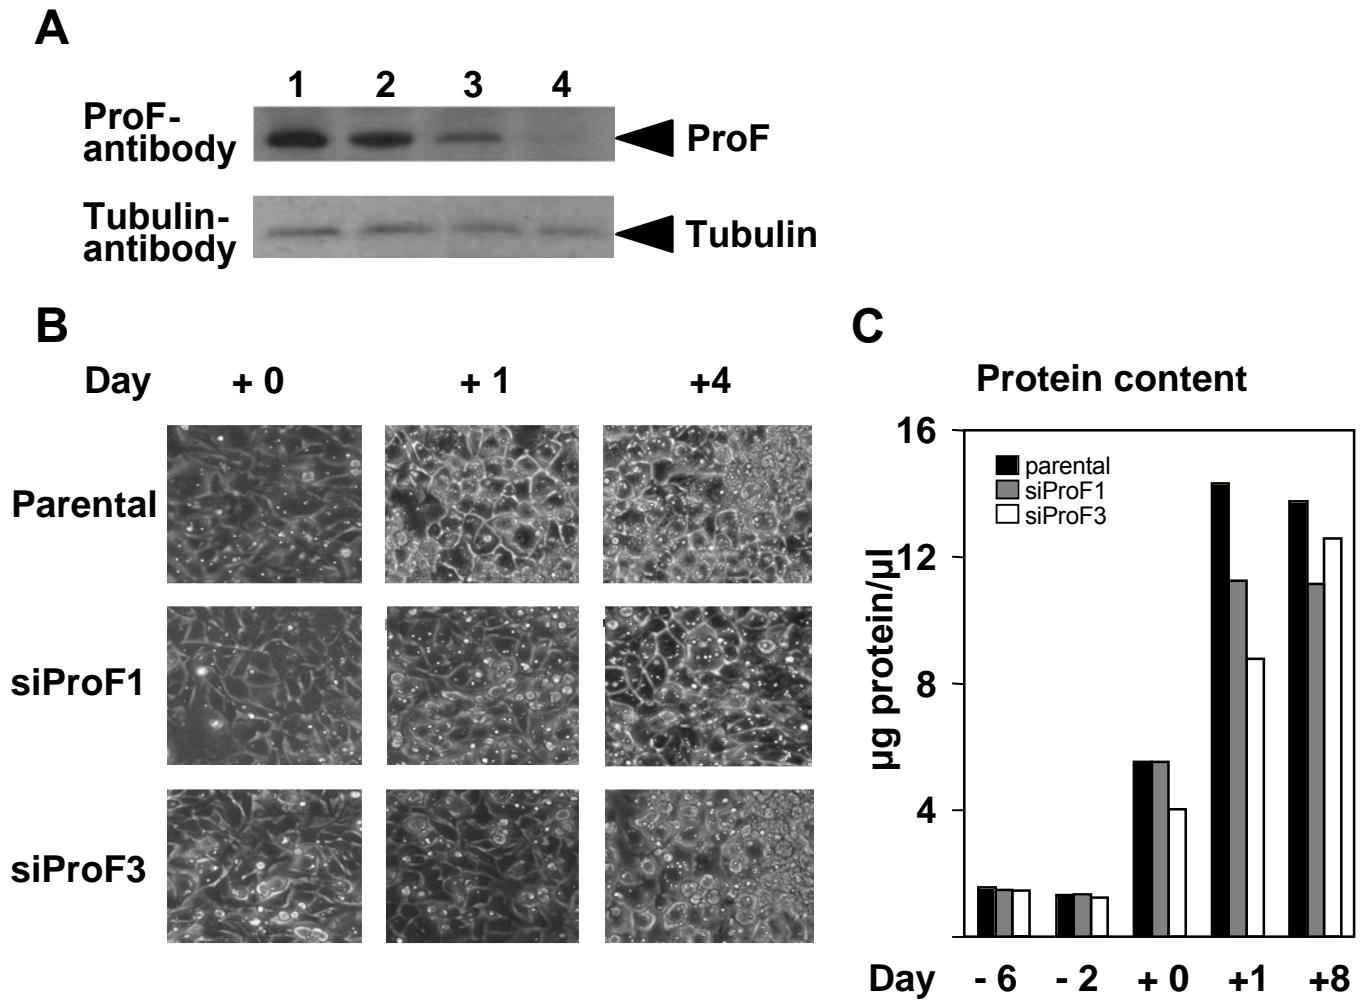 A
1 2 3 4
ProF-
antibody
ProF
Tubulin-
antibody
Tubulin
B
Day + 0 + 1 +4
Parental
siProF1
siProF3
C
Protein content
16
12
8
4
µg protein/µl
parental
siProF1
siProF3
Day - 6 - 2 + 0 +1 +8